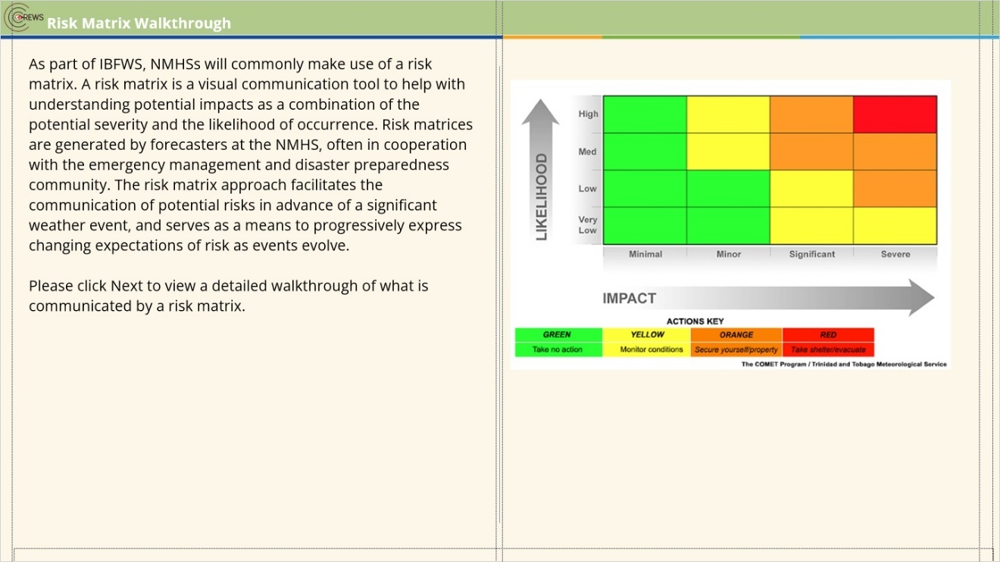 CREWS
Risk Matrix Walkthrough
As part of IBFWS, NMHSs will commonly make use of a risk
matrix. A risk matrix is a visual communication tool to help with
understanding potential impacts as a combination of the
potential severity and the likelihood of occurrence. Risk matrices
are generated by forecasters at the NMHS, often in cooperation
with the emergency management and disaster preparedness
community. The risk matrix approach facilitates the
communication of potential risks in advance of a significant
weather event, and serves as a means to progressively express
changing expectations of risk as events evolve.
Please click Next to view a detailed walkthrough of what is
communicated by a risk matrix.
LIKELIHOOD
High
Med
Low
Very
Low
Minimal Minor Significant Severe
IMPACT
ACTIONS KEY
GREEN YELLOW ORANGE RED
Take no action Monitor conditions Secure yourself/property Take shelter/evacuate
The COMET Program / Trinidad and Tobago Meteorological Service